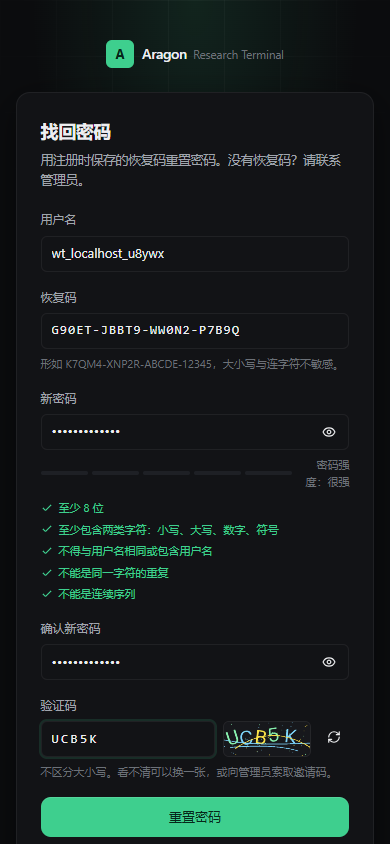 A Aragon Research Terminal
找回密码
用注册时保存的恢复码重置密码。没有恢复码？请联系
管理员。
用户名
wt_localhost_u8ywx
恢复码
G90ET-JBBT9-WW0N2-P7B9Q
形如 K7QM4-XNP2R-ABCDE-12345，大小写与连字符不敏感。
新密码
•••••••••••••
密码强
度：很强
至少 8 位
至少包含两类字符：小写、大写、数字、符号
不得与用户名相同或包含用户名
不能是同一字符的重复
不能是连续序列
确认新密码
•••••••••••••
验证码
UCB5K UCB5K
不区分大小写。看不清可以换一张，或向管理员索取邀请码。
重置密码